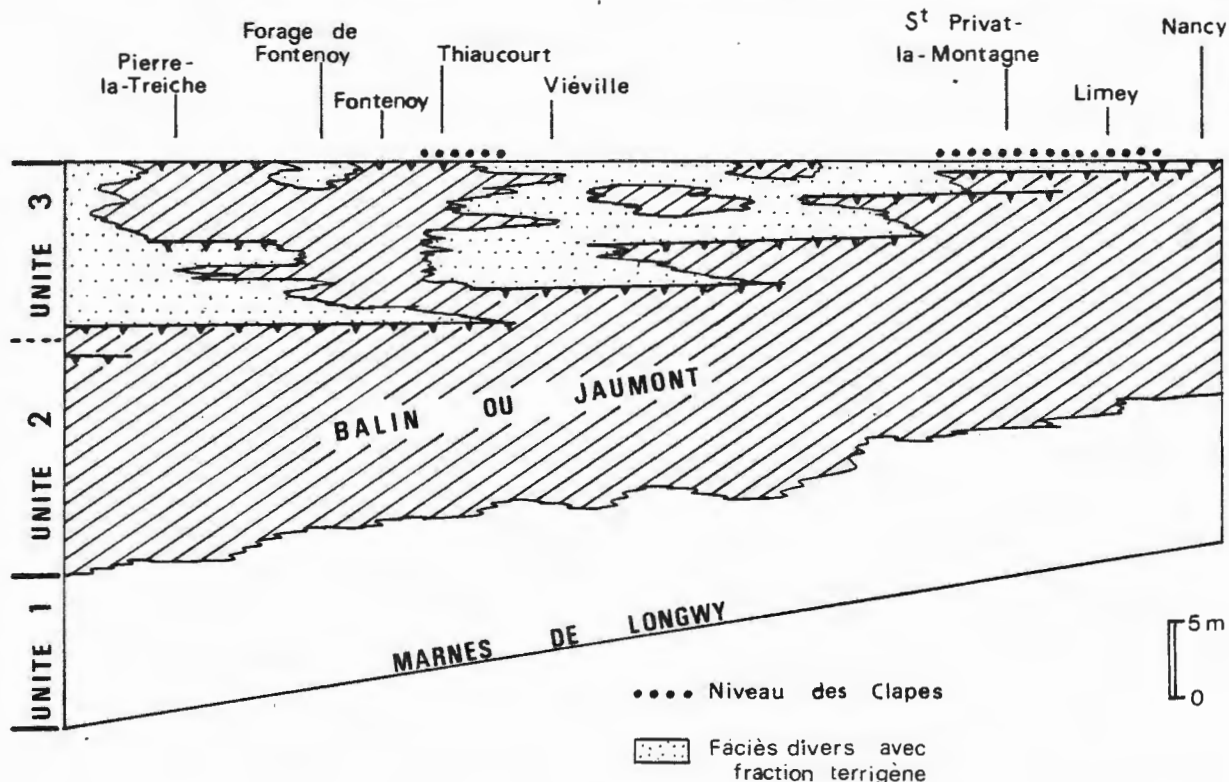 Pierre-
la-Treiche
Forage de
Fontenoy
Fontenoy
Thiaucourt
Viéville
St Privat-
la-Montagne
Limey
Nancy
UNITE 3
UNITE 2
UNITE 1
BALIN OU JAUMONT
MARNES DE LONGWY
5 m
0
Niveau des Clapes
Faciès divers avec
fraction terrigène